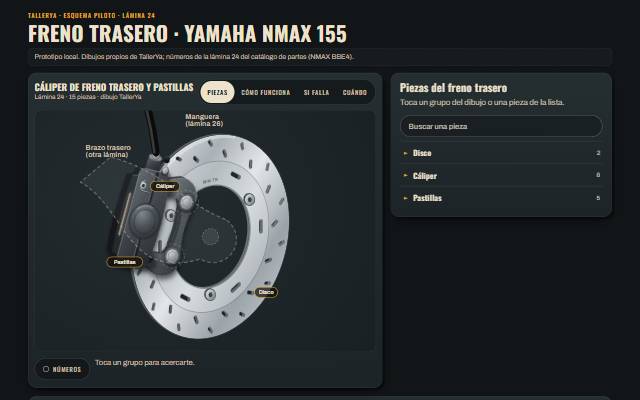 TALLERYA · ESQUEMA PILOTO · LÁMINA 24
FRENO TRASERO · YAMAHA NMAX 155
Prototipo local. Dibujos propios de TallerYa; números de la lámina 24 del catálogo de partes (NMAX BBE4).
CÁLIPER DE FRENO TRASERO Y PASTILLAS
Lámina 24 · 15 piezas · dibujo TallerYa
PIEZAS
CÓMO FUNCIONA
SI FALLA
CUÁNDO
Manguera
(lámina 26)
Brazo trasero
(otra lámina)
Cáliper
Pastillas
Disco
NÚMEROS
Toca un grupo para acercarte.
Piezas del freno trasero
Toca un grupo del dibujo o una pieza de la lista.
Buscar una pieza
Disco 2
Cáliper 8
Pastillas 5